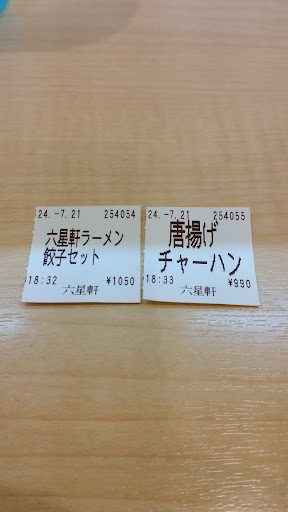 24.-7.21 254054
六星軒ラーメン
餃子セット
18:32 ¥1050
六星軒
24.-7.21 254055
唐揚げ
チャーハン
18:33 ¥990
六星軒